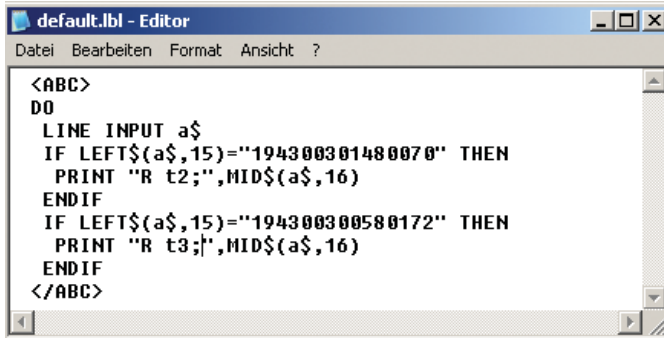 default.lbl - Editor
Datei Bearbeiten Format Ansicht ?
<ABC>
DO
LINE INPUT a$
IF LEFT$(a$,15)="194300301480070" THEN
PRINT "R t2;",MID$(a$,16)
ENDIF
IF LEFT$(a$,15)="194300300580172" THEN
PRINT "R t3;",MID$(a$,16)
ENDIF
</ABC>